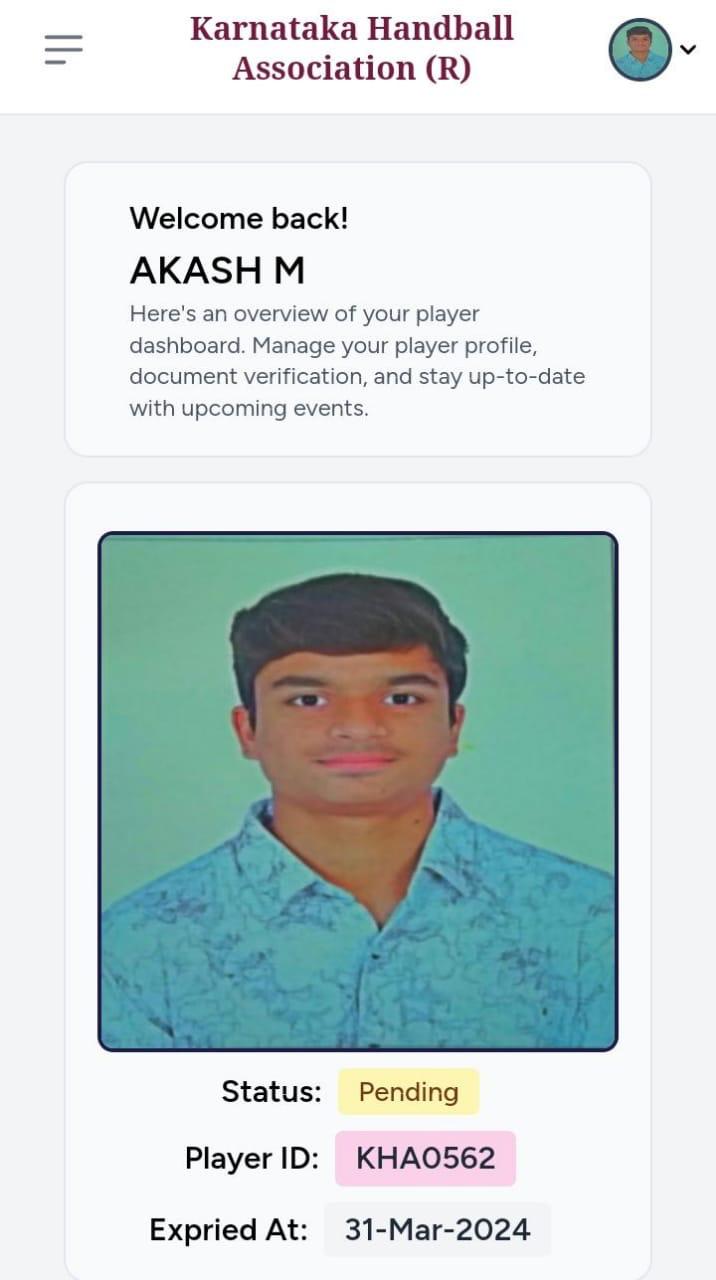 Karnataka Handball
Association (R)
Welcome back!
AKASH M
Here's an overview of your player
dashboard. Manage your player profile,
document verification, and stay up-to-date
with upcoming events.
Status: Pending
Player ID: KHA0562
Expried At: 31-Mar-2024